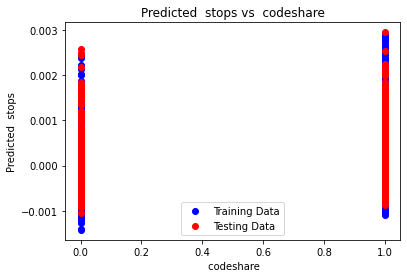 Predicted stops vs codeshare
0.003
0.002
0.001
0.000
−0.001
Predicted stops
Training Data
Testing Data
0.0 0.2 0.4 0.6 0.8 1.0
codeshare